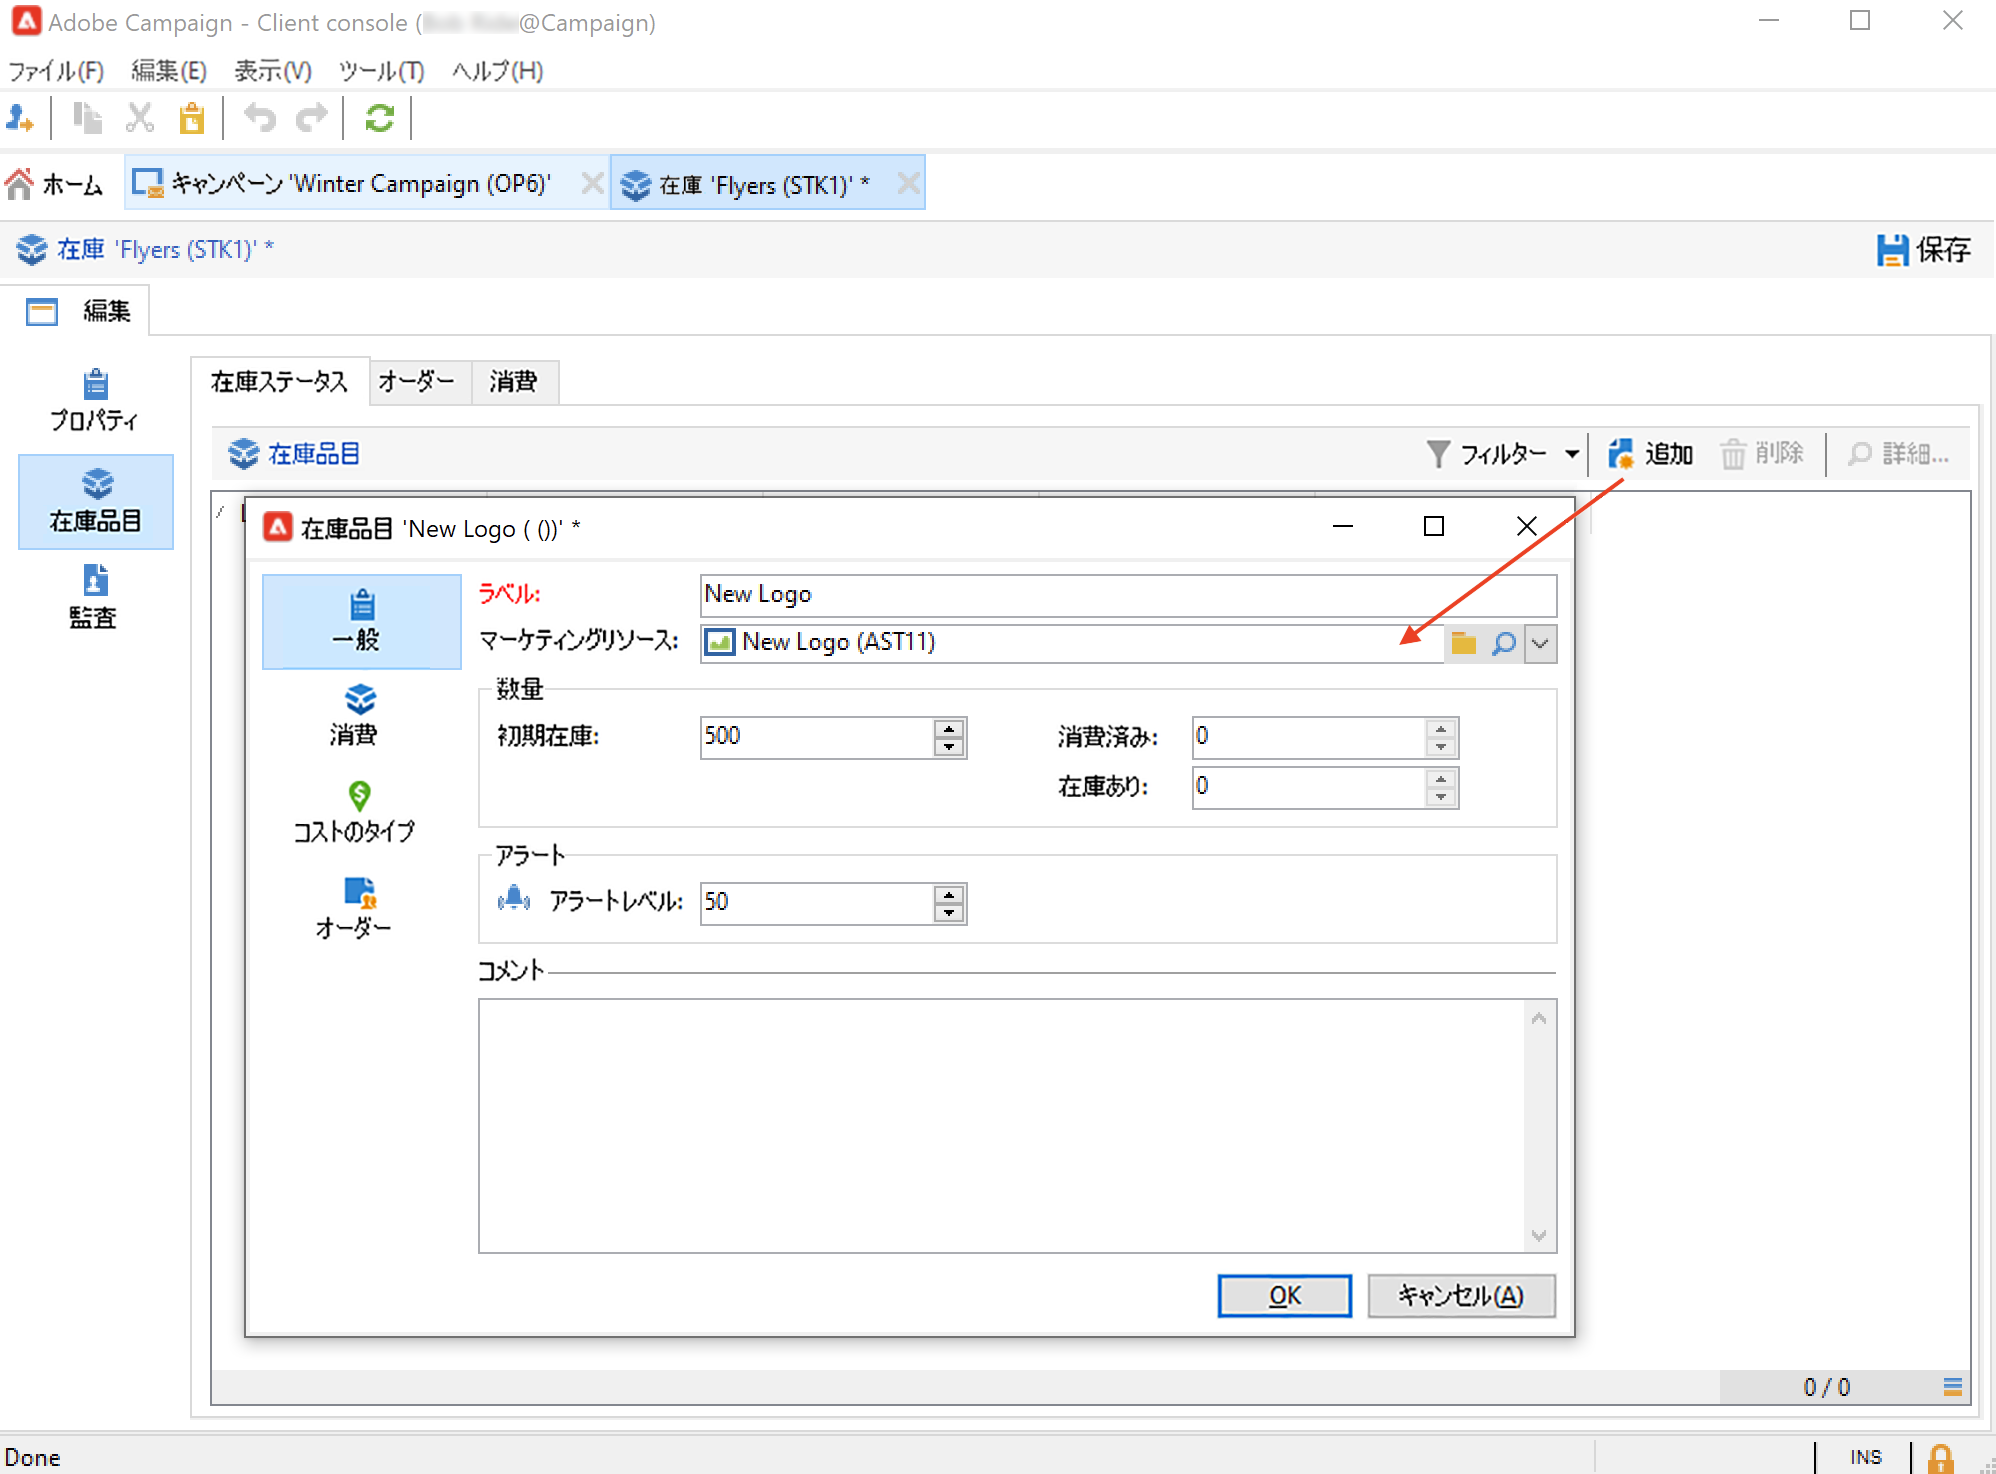 Adobe Campaign - Client console (@Campaign)
ファイル(F) 編集(E) 表示(V) ツール(T) ヘルプ(H)
ホーム キャンペーン 'Winter Campaign (OP6)' 在庫 'Flyers (STK1)' *
在庫 'Flyers (STK1)' * 保存
編集
プロパティ
在庫品目
監査
在庫ステータス オーダー 消費
在庫品目 フィルター 追加 削除 詳細...
在庫品目 'New Logo ( ())' *
一般
消費
コストのタイプ
オーダー
ラベル: New Logo
マーケティングリソース: New Logo (AST11)
数量
初期在庫: 500 消費済み: 0
在庫あり: 0
アラート
アラートレベル: 50
コメント
OK キャンセル(A)
0 / 0
Done INS